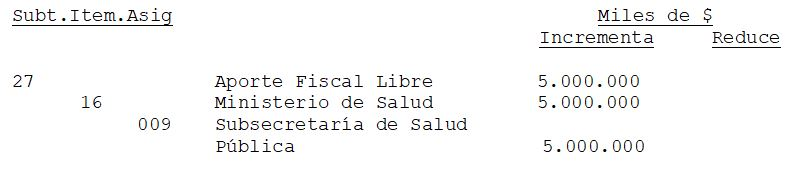 Subt.Item.Asig Miles de $
Incrementa Reduce
27 Aporte Fiscal Libre 5.000.000
16 Ministerio de Salud 5.000.000
009 Subsecretaría de Salud
Pública 5.000.000